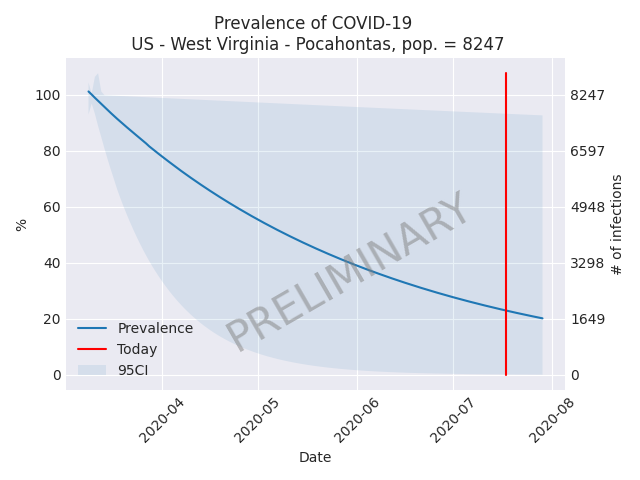 Prevalence of COVID-19
US - West Virginia - Pocahontas, pop. = 8247
100
80
60
40
20
0
%
8247
6597
4948
3298
1649
0
# of infections
PRELIMINARY
Prevalence
Today
95CI
2020-04
2020-05
2020-06
2020-07
2020-08
Date